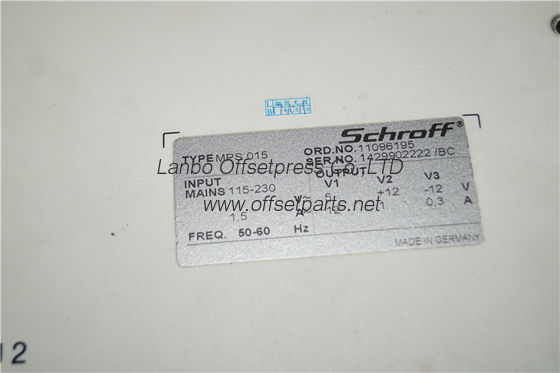 Schroff®
TYPE MPS 015
ORD.NO.11096195
SER.NO.1429902222 /BC
Lanbo Offsetpress Co.,LTD
INPUT
OUTPUT
MAINS 115-230 V~
V1 V2 V3
5 +12 -12 V
www.offsetparts.net
1,5 A~
1 0,3 A
FREQ. 50-60 Hz
MADE IN GERMANY
12